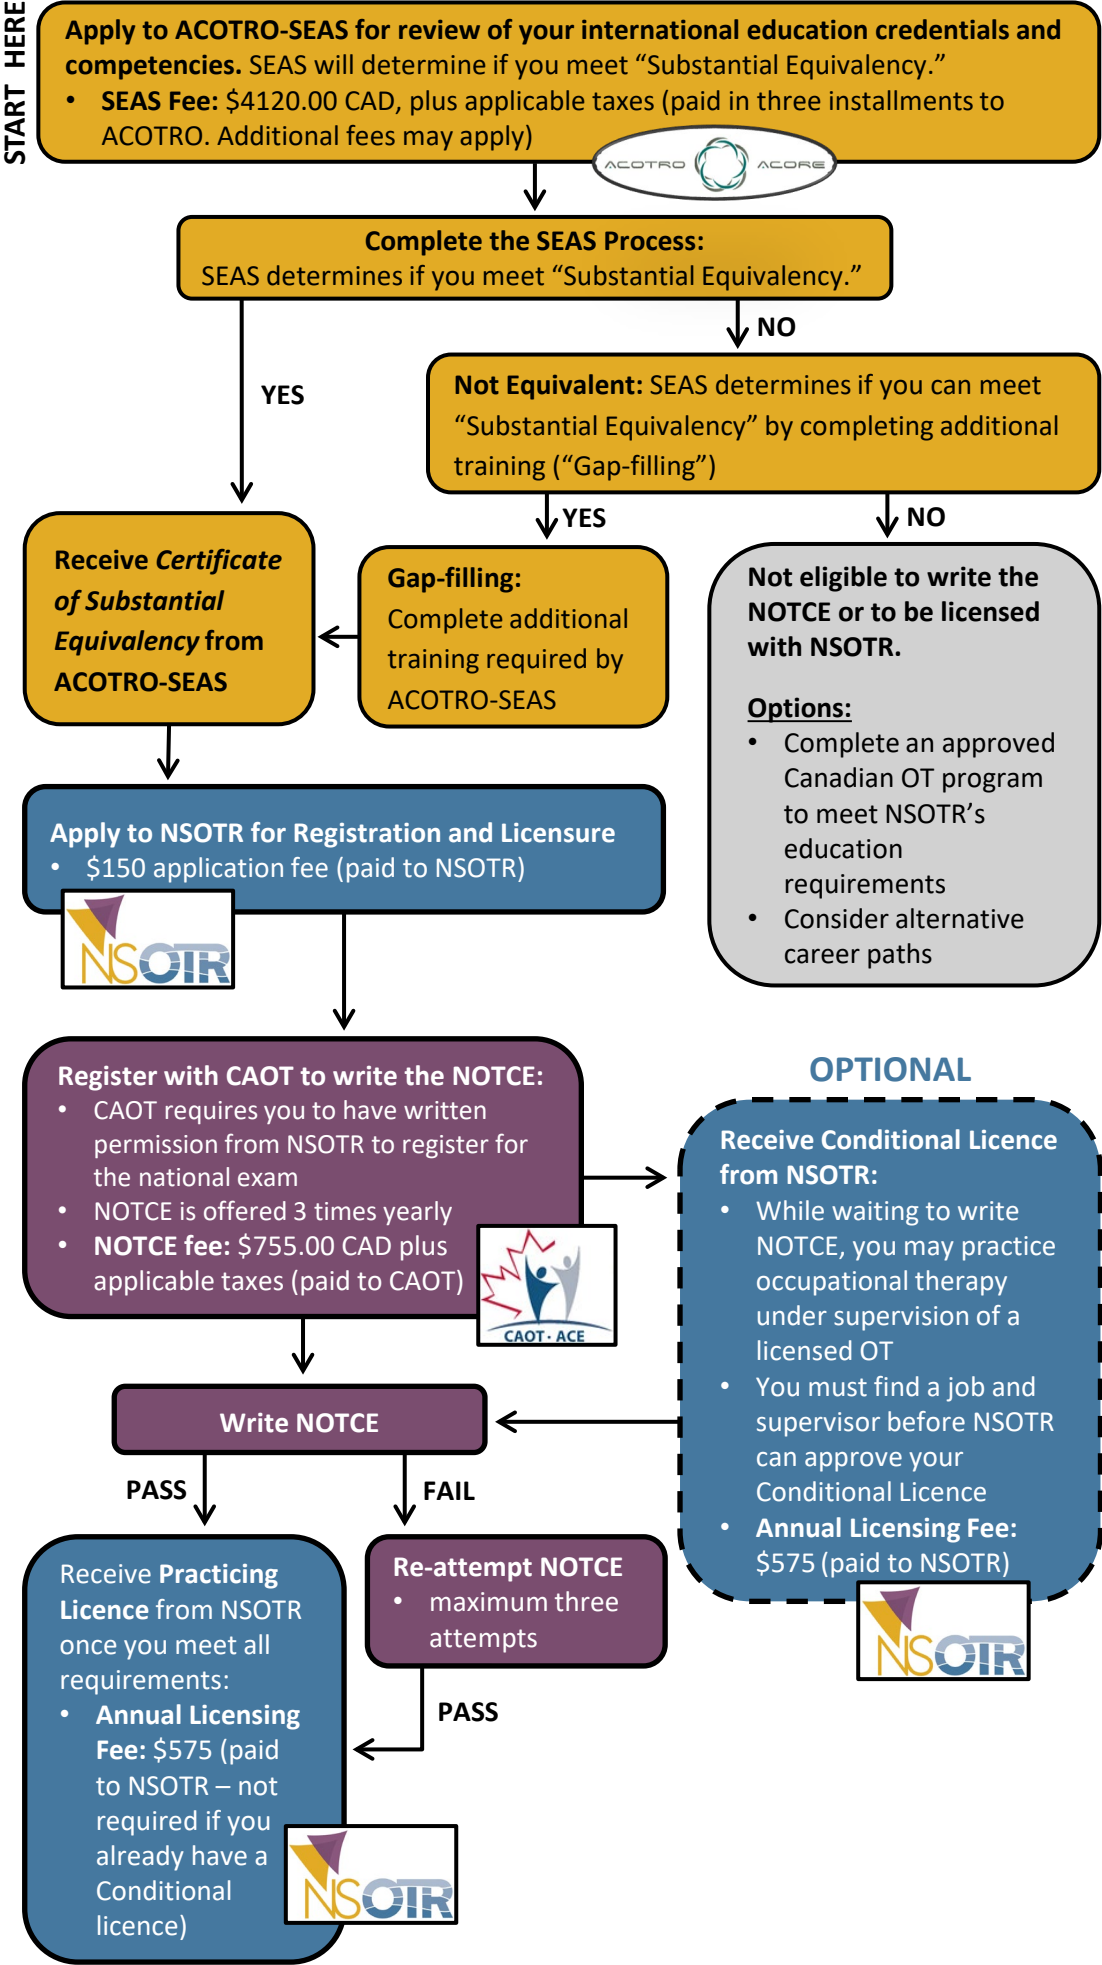 START HERE
Apply to ACOTRO-SEAS for review of your international education credentials and
competencies. SEAS will determine if you meet “Substantial Equivalency.”
• SEAS Fee: $4120.00 CAD, plus applicable taxes (paid in three installments to
ACOTRO. Additional fees may apply)
ACOTRO ACORE
Complete the SEAS Process:
SEAS determines if you meet “Substantial Equivalency.”
NO
YES
Not Equivalent: SEAS determines if you can meet
“Substantial Equivalency” by completing additional
training (“Gap-filling”)
YES
NO
Receive Certificate
of Substantial
Equivalency from
ACOTRO-SEAS
Gap-filling:
Complete additional
training required by
ACOTRO-SEAS
Not eligible to write the
NOTCE or to be licensed
with NSOTR.
Options:
• Complete an approved
Canadian OT program
to meet NSOTR’s
education
requirements
• Consider alternative
career paths
Apply to NSOTR for Registration and Licensure
• $150 application fee (paid to NSOTR)
NSOTR
Register with CAOT to write the NOTCE:
• CAOT requires you to have written
permission from NSOTR to register for
the national exam
• NOTCE is offered 3 times yearly
• NOTCE fee: $755.00 CAD plus
applicable taxes (paid to CAOT)
CAOT · ACE
OPTIONAL
Receive Conditional Licence
from NSOTR:
• While waiting to write
NOTCE, you may practice
occupational therapy
under supervision of a
licensed OT
• You must find a job and
supervisor before NSOTR
can approve your
Conditional Licence
• Annual Licensing Fee:
$575 (paid to NSOTR)
NSOTR
Write NOTCE
PASS
FAIL
Receive Practicing
Licence from NSOTR
once you meet all
requirements:
• Annual Licensing
Fee: $575 (paid
to NSOTR – not
required if you
already have a
Conditional
licence)
NSOTR
Re-attempt NOTCE
• maximum three
attempts
PASS